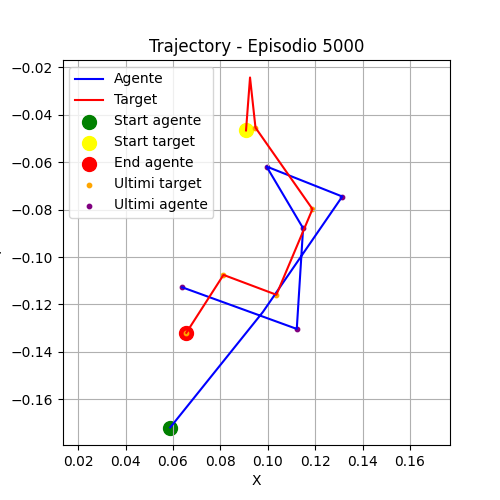 Trajectory - Episodio 5000
Agente
Target
Start agente
Start target
End agente
Ultimi target
Ultimi agente
−0.02
−0.04
−0.06
−0.08
−0.10
−0.12
−0.14
−0.16
0.02 0.04 0.06 0.08 0.10 0.12 0.14 0.16
X